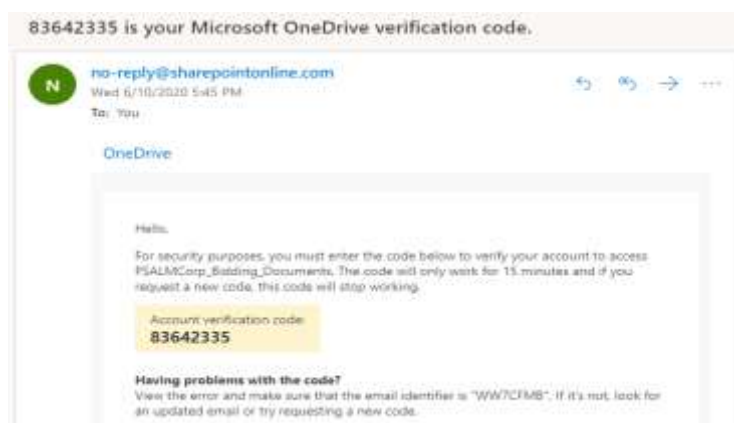 83642335 is your Microsoft OneDrive verification code.
N
no-reply@sharepointonline.com
Wed 6/10/2020 5:45 PM
To: You
OneDrive
Hello,
For security purposes, you must enter the code below to verify your account to access
PSALMCorp_Bidding_Documents. The code will only work for 15 minutes and if you
request a new code, this code will stop working.
Account verification code:
83642335
Having problems with the code?
View the error and make sure that the email identifier is "WW7CFMB". If it's not, look for
an updated email or try requesting a new code.